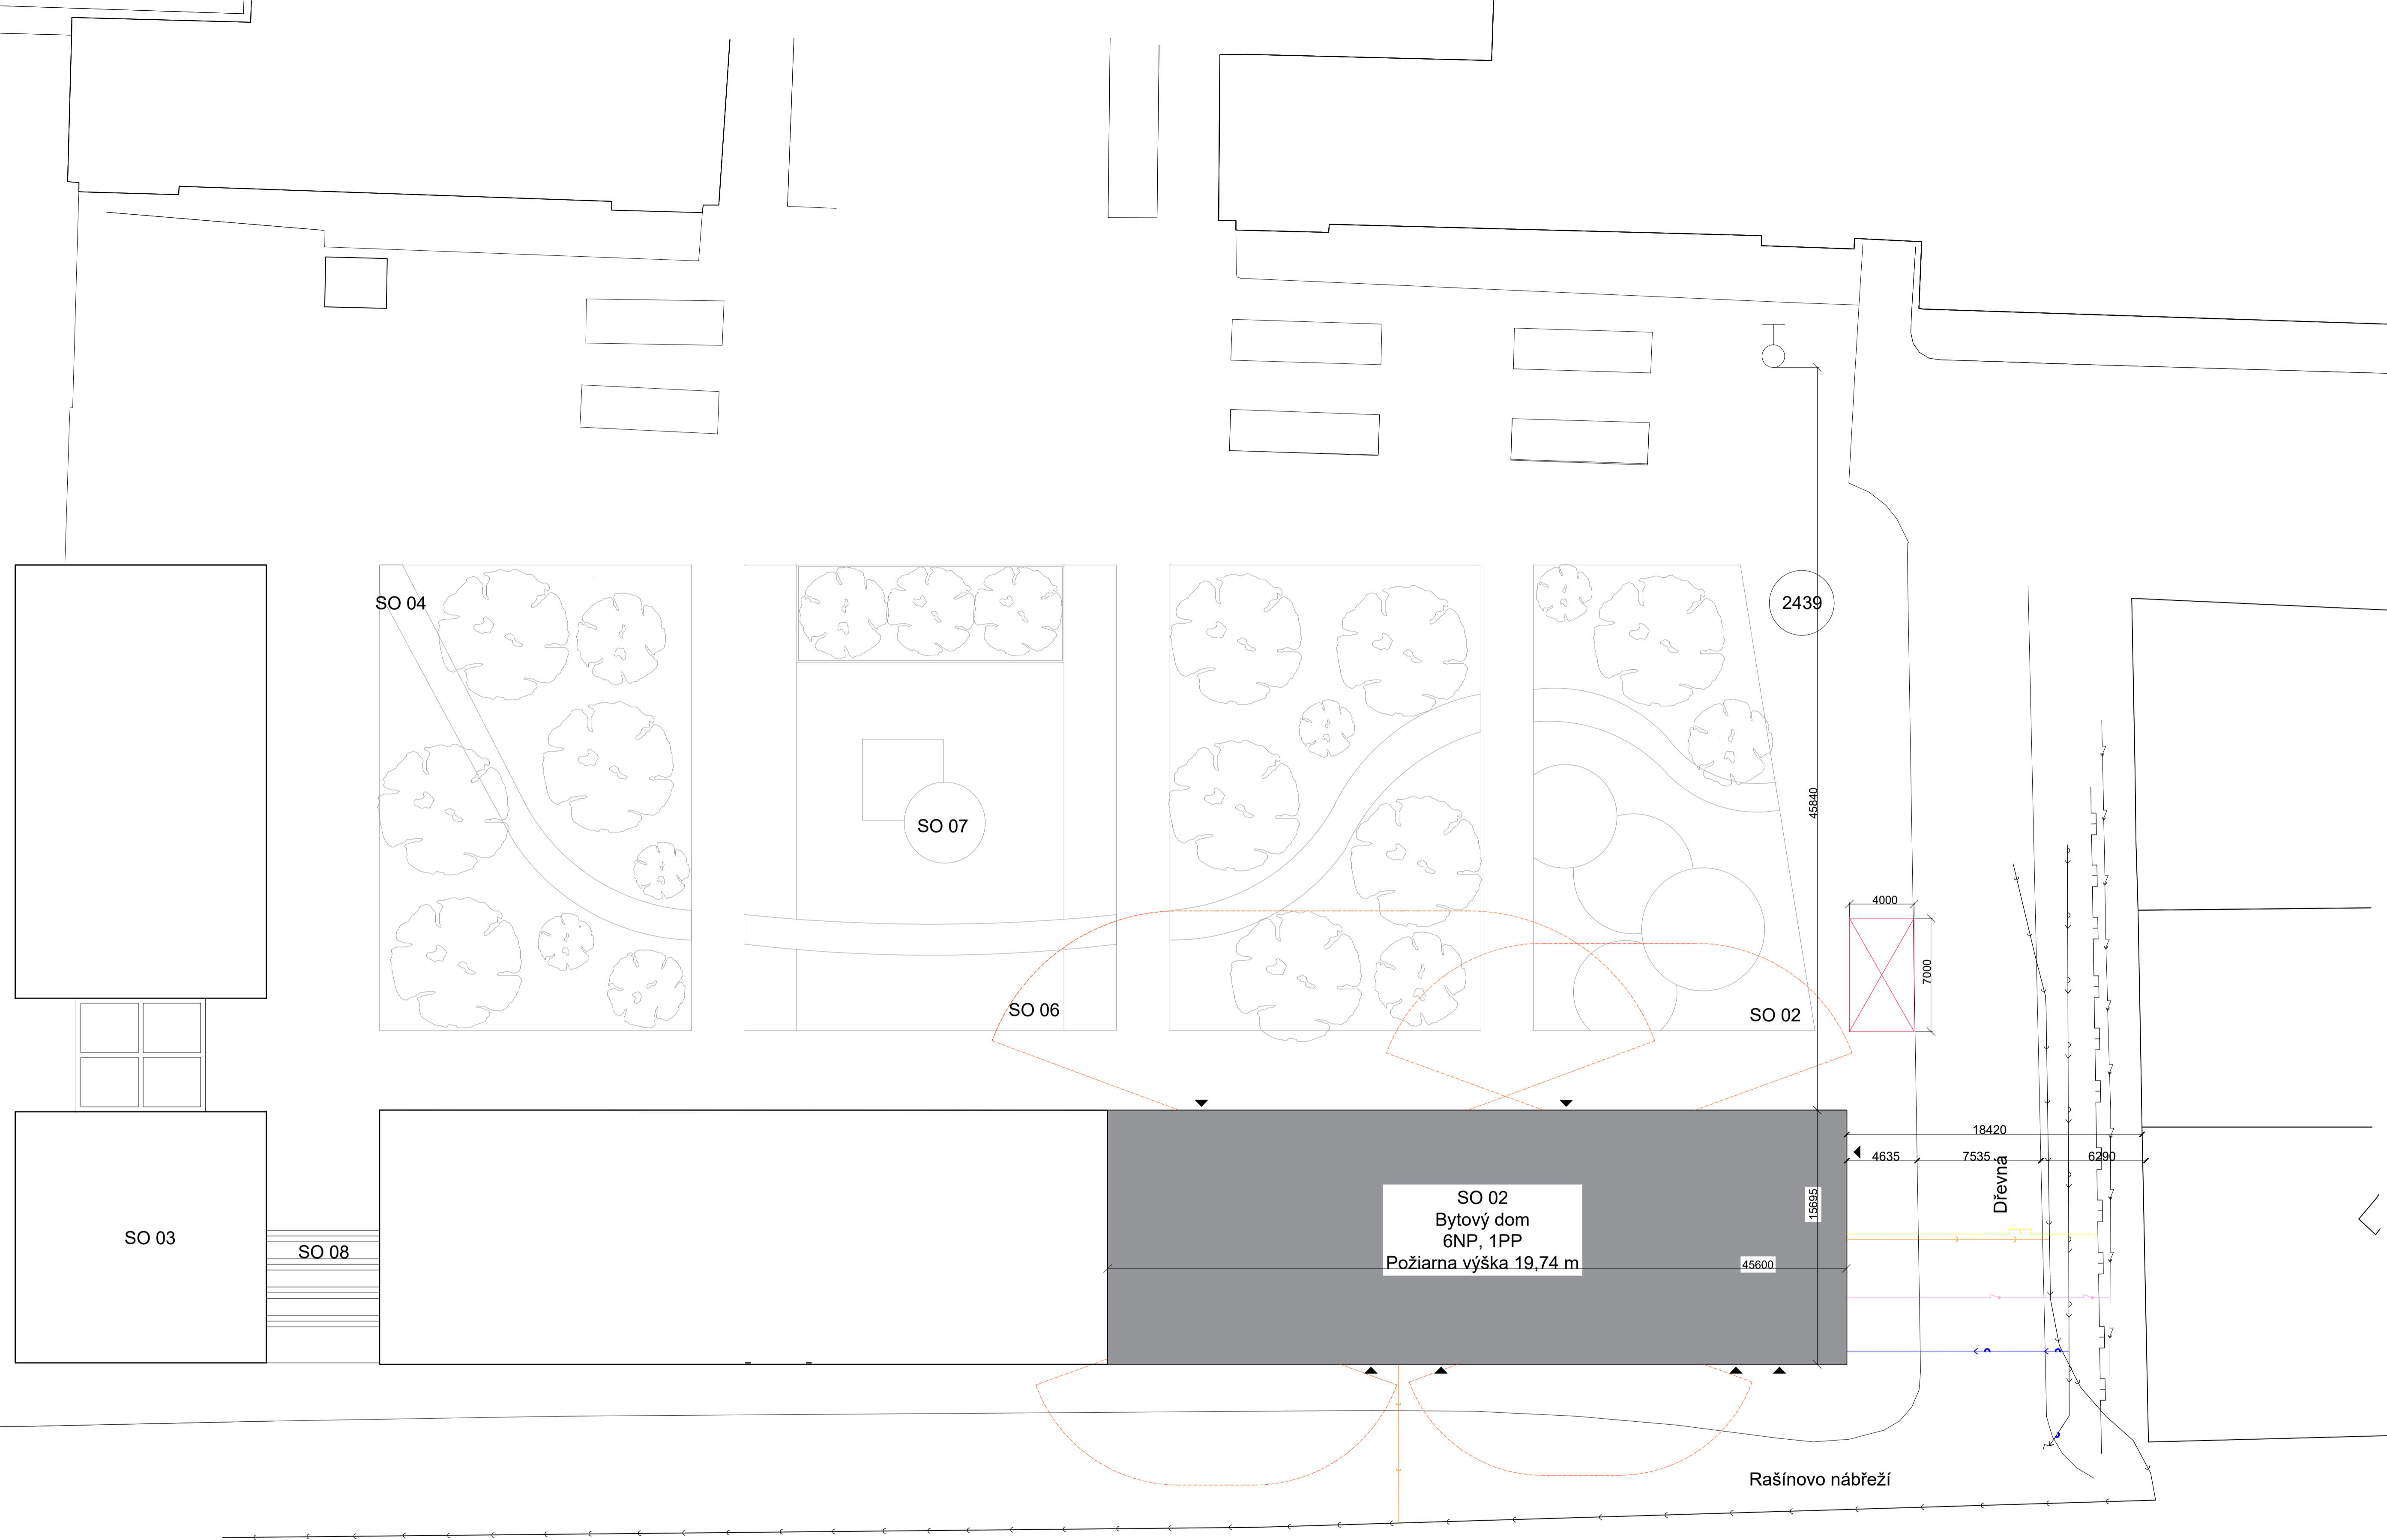 SO 04
2439
45840
SO 07
4000
7000
SO 06
SO 02
18420
4635
7535
6290
Dřevná
SO 02
Bytový dom
6NP, 1PP
Požiarna výška 19,74 m
15695
45600
SO 03
SO 08
Rašínovo nábřeží